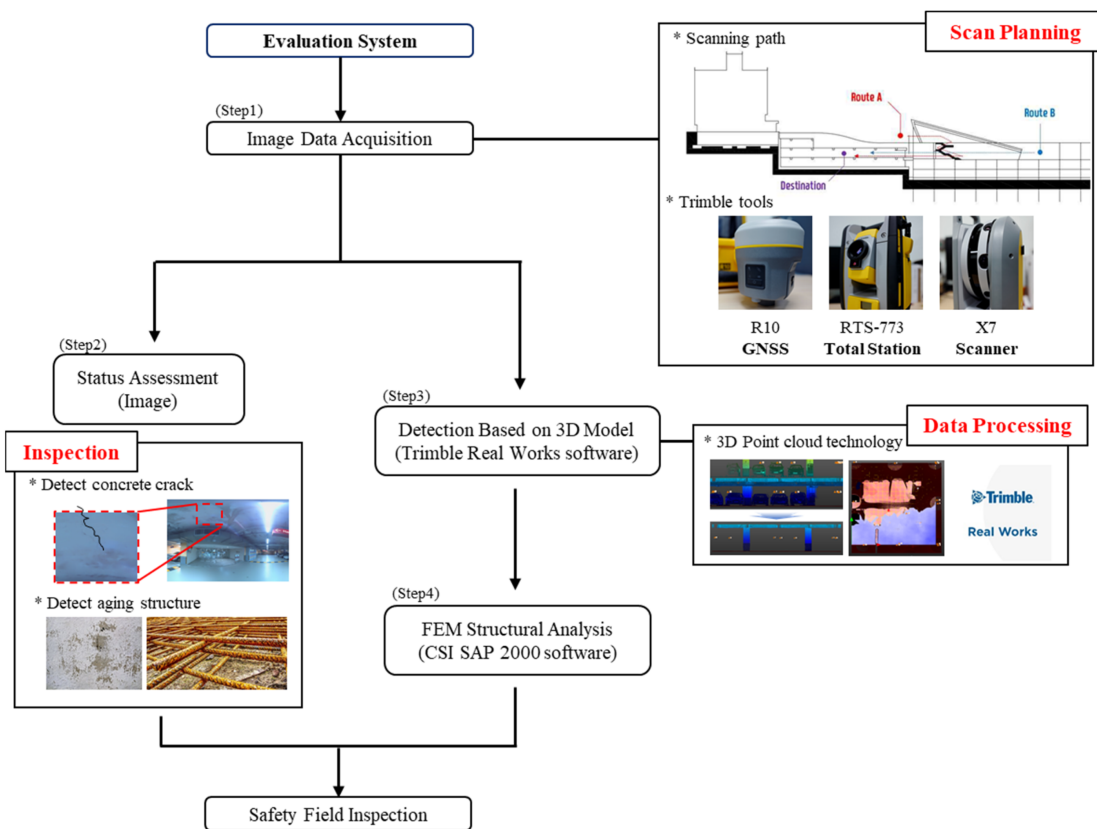 Evaluation System
(Step1)
Image Data Acquisition
Scan Planning
* Scanning path
Route A
Route B
Destination
* Trimble tools
R10
GNSS
RTS-773
Total Station
X7
Scanner
(Step2)
Status Assessment
(Image)
Inspection
* Detect concrete crack
* Detect aging structure
(Step3)
Detection Based on 3D Model
(Trimble Real Works software)
Data Processing
* 3D Point cloud technology
Trimble
Real Works
(Step4)
FEM Structural Analysis
(CSI SAP 2000 software)
Safety Field Inspection